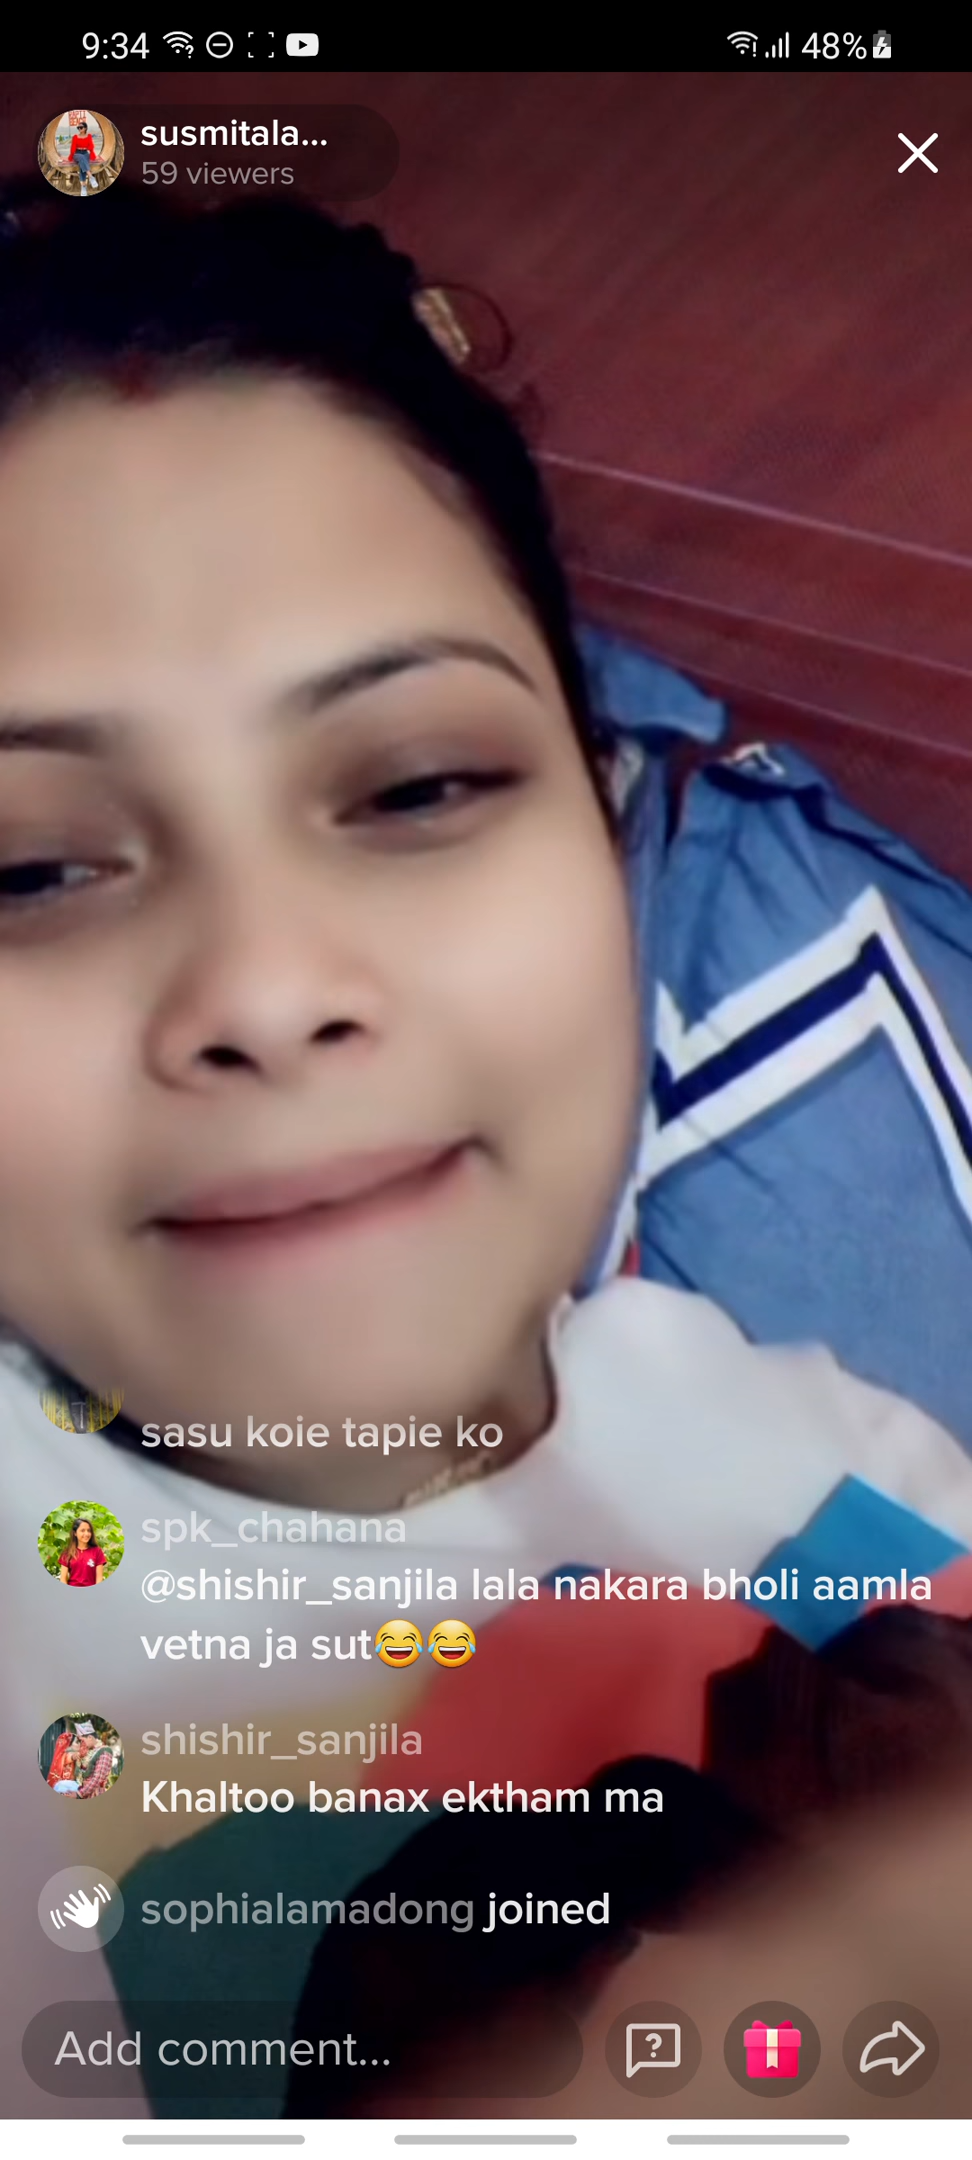 9:34
48%
susmitala...
59 viewers
sasu koie tapie ko
spk_chahana
@shishir_sanjila lala nakara bholi aamla
vetna ja sut😂😂
shishir_sanjila
Khaltoo banax ektham ma
sophialamadong joined
Add comment...